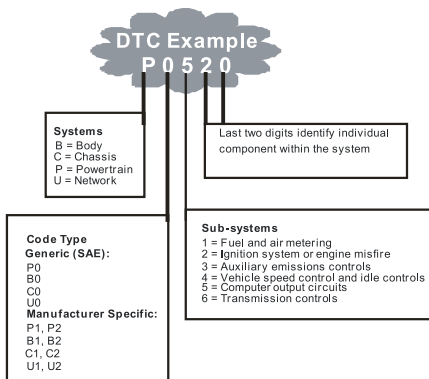 DTC Example
P 0 5 2 0
Systems
B = Body
C = Chassis
P = Powertrain
U = Network
Last two digits identify individual
component within the system
Code Type
Generic (SAE):
P0
B0
C0
U0
Manufacturer Specific:
P1, P2
B1, B2
C1, C2
U1, U2
Sub-systems
1 = Fuel and air metering
2 = Ignition system or engine misfire
3 = Auxiliary emissions controls
4 = Vehicle speed control and idle controls
5 = Computer output circuits
6 = Transmission controls